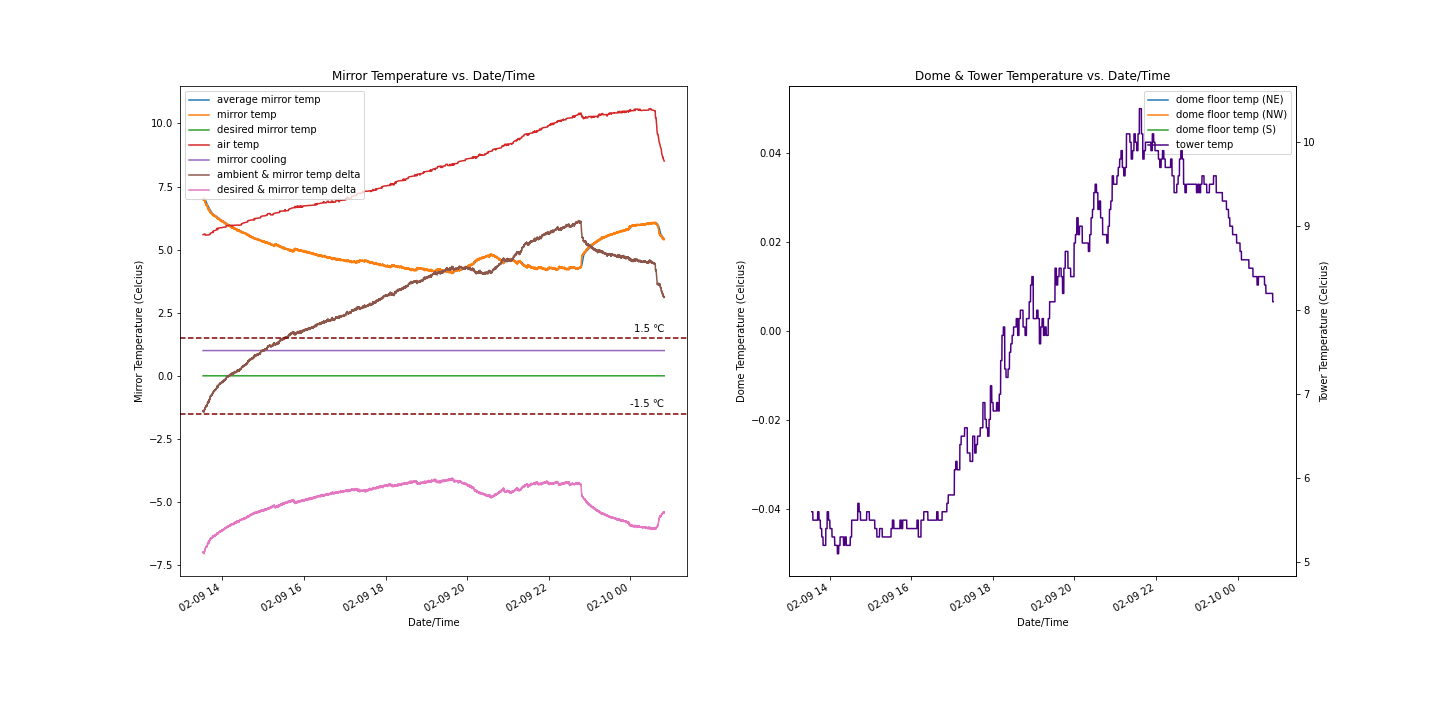 Mirror Temperature vs. Date/Time
average mirror temp
mirror temp
desired mirror temp
air temp
mirror cooling
ambient & mirror temp delta
desired & mirror temp delta
10.0
7.5
5.0
2.5
0.0
−2.5
−5.0
−7.5
Mirror Temperature (Celcius)
1.5 °C
-1.5 °C
02-09 14
02-09 16
02-09 18
02-09 20
02-09 22
02-10 00
Date/Time
Dome & Tower Temperature vs. Date/Time
dome floor temp (NE)
dome floor temp (NW)
dome floor temp (S)
tower temp
0.04
0.02
0.00
−0.02
−0.04
Dome Temperature (Celcius)
10
9
8
7
6
5
Tower Temperature (Celcius)
02-09 14
02-09 16
02-09 18
02-09 20
02-09 22
02-10 00
Date/Time